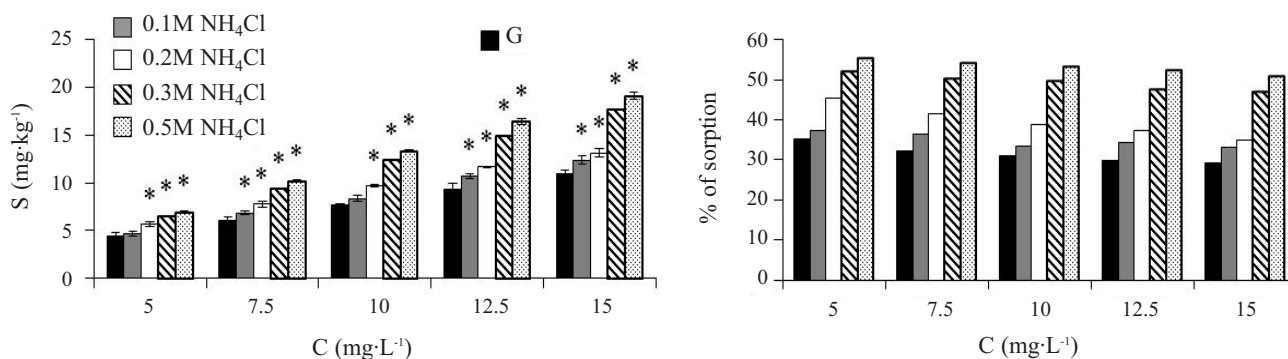 0.1M NH₄Cl
0.2M NH₄Cl
0.3M NH₄Cl
0.5M NH₄Cl
G
S (mg·kg⁻¹)
25
20
15
10
5
0
* * * * * * * * * * * * * * * * * *
5 7.5 10 12.5 15
C (mg·L⁻¹)
% of sorption
60
50
40
30
20
10
0
5 7.5 10 12.5 15
C (mg·L⁻¹)